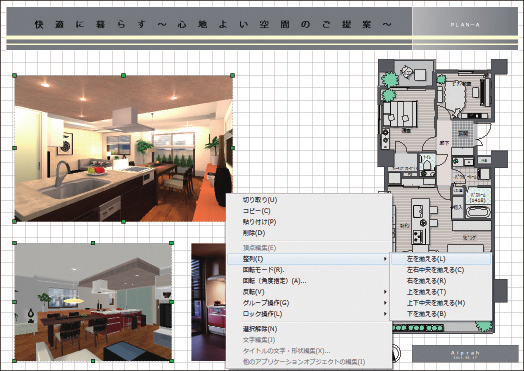 快適に暮らす～心地よい空間のご提案～
PLAN-A
切り取り(U)
コピー(C)
貼り付け(P)
削除(D)
頂点編集(E)
整列(I)
回転モード(R).
回転（角度指定）(A)...
反転(V)
グループ操作(G)
ロック操作(L)
選択解除(N)
文字編集(J)
タイトルの文字・形状編集(X)...
他のアプリケーションオブジェクトの編集(I)
左を揃える(L)
左右中央を揃える(C)
右を揃える(R)
上を揃える(T)
上下中央を揃える(M)
下を揃える(B)
廊下
トイレ
Aiprah